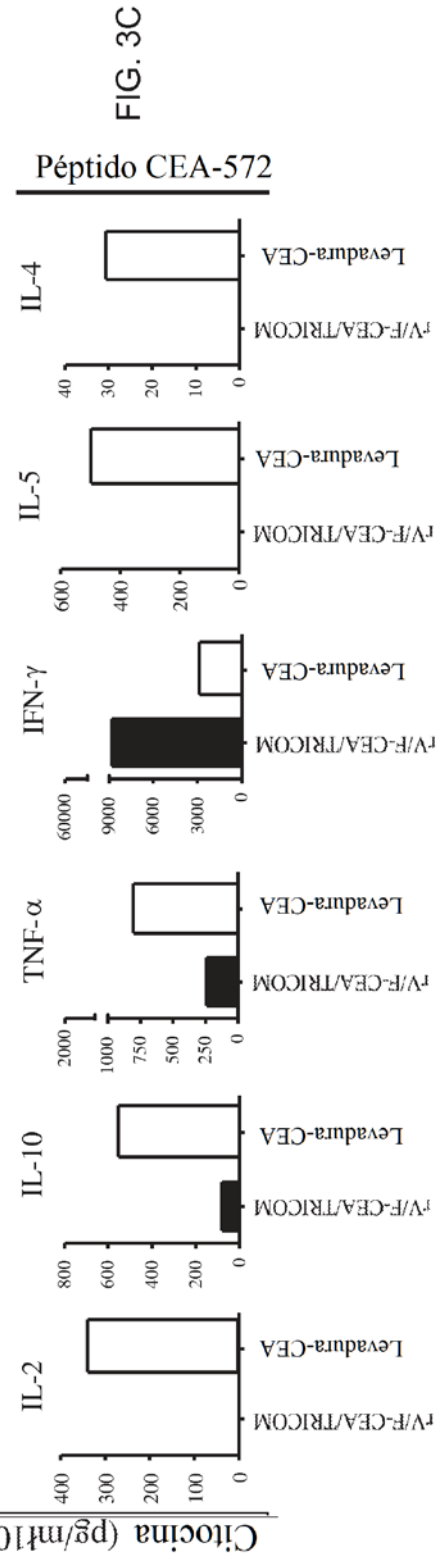 FIG. 3C
Péptido CEA-572
Citocina (pg/ml
IL-2
400
300
200
100
0
rV/F-CEA/TRICOM
Levadura-CEA
IL-10
800
600
400
200
0
rV/F-CEA/TRICOM
Levadura-CEA
TNF-α
2000
1000
750
500
250
0
rV/F-CEA/TRICOM
Levadura-CEA
IFN-γ
60000
9000
6000
3000
0
rV/F-CEA/TRICOM
Levadura-CEA
IL-5
600
400
200
0
rV/F-CEA/TRICOM
Levadura-CEA
IL-4
40
30
20
10
0
rV/F-CEA/TRICOM
Levadura-CEA